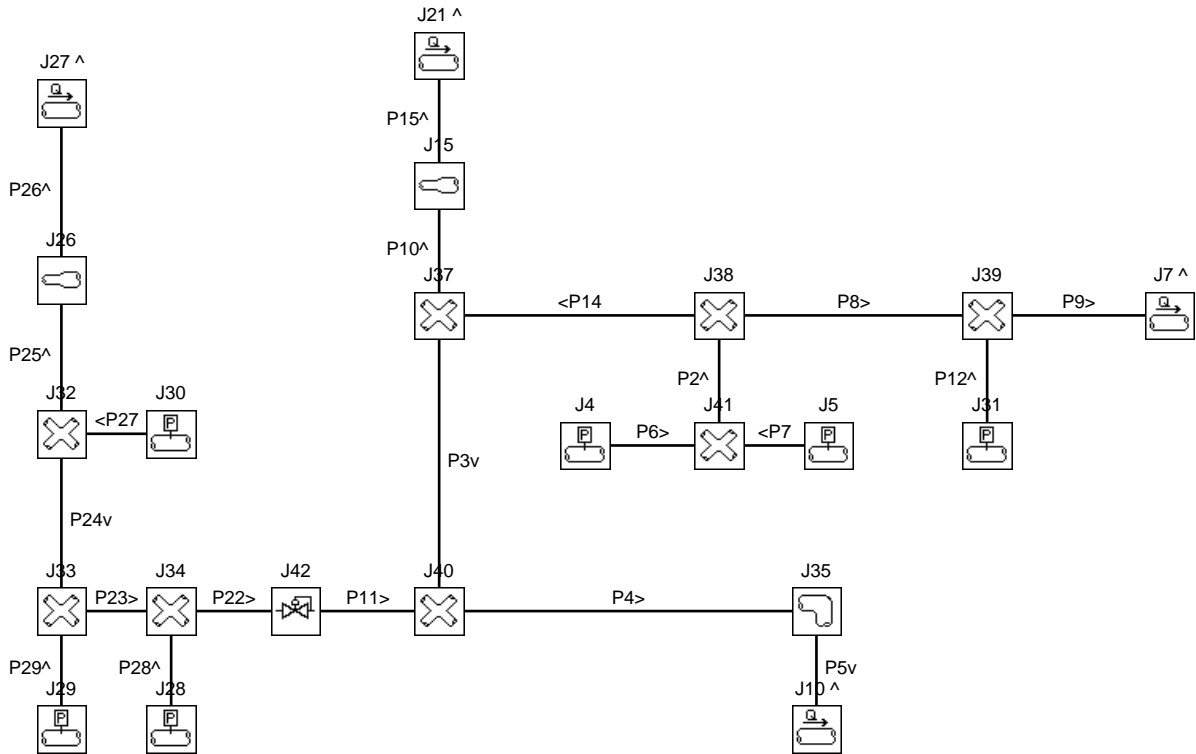 J21 ^
Q
J27 ^
Q
P15^
J15
P26^
J26
P10^
J37
<P14
J38
P8>
J39
P9>
J7 ^
Q
P25^
P2^
P12^
J32
<P27
J30
P
J4
P
P6>
J41
<P7
J5
P
J31
P
P3v
P24v
J33
P23>
J34
P22>
J42
P11>
J40
P4>
J35
P29^
P28^
P5v
J29
P
J28
P
J10 ^
Q